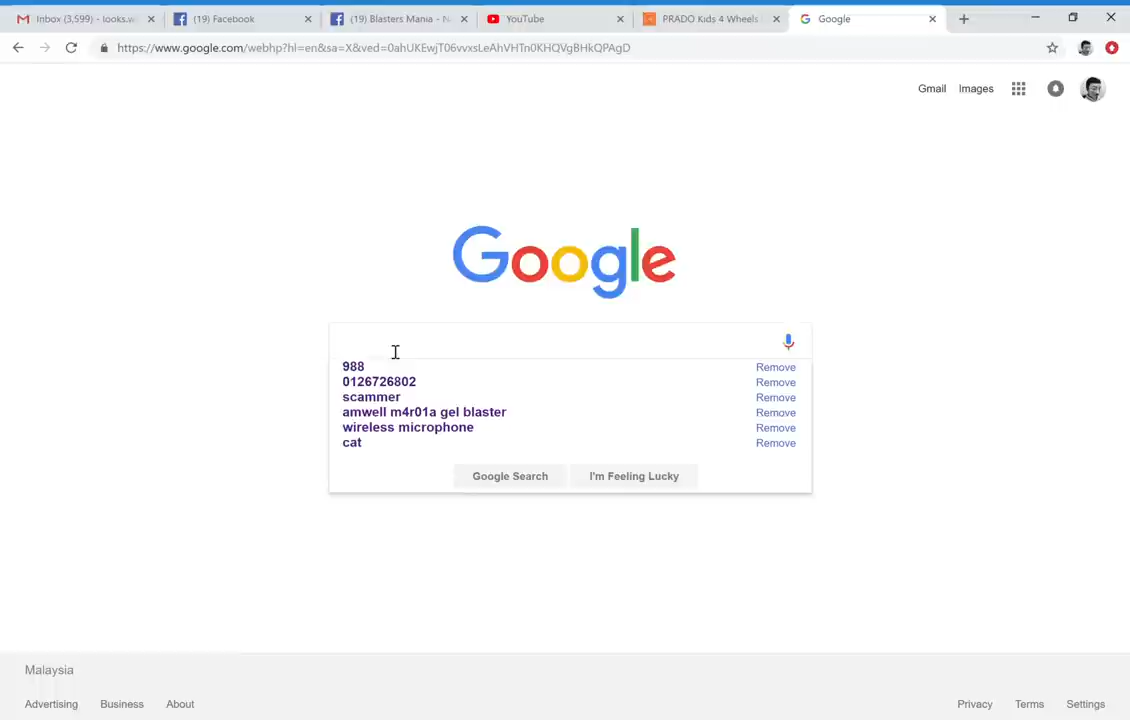 Inbox (3,599) - looks.w
(19) Facebook
(19) Blasters Mania - N
YouTube
PRADO Kids 4 Wheels
Google
https://www.google.com/webhp?hl=en&sa=X&ved=0ahUKEwjT06vvxsLeAhVHTn0KHQVgBHkQPAgD
Gmail Images
Google
988 Remove
0126726802 Remove
scammer Remove
amwell m4r01a gel blaster Remove
wireless microphone Remove
cat Remove
Google Search I'm Feeling Lucky
Malaysia
Advertising Business About Privacy Terms Settings